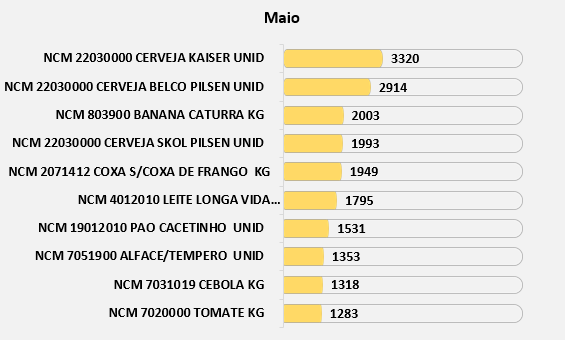 Maio
NCM 22030000 CERVEJA KAISER UNID 3320
NCM 22030000 CERVEJA BELCO PILSEN UNID 2914
NCM 803900 BANANA CATURRA KG 2003
NCM 22030000 CERVEJA SKOL PILSEN UNID 1993
NCM 2071412 COXA S/COXA DE FRANGO KG 1949
NCM 4012010 LEITE LONGA VIDA... 1795
NCM 19012010 PAO CACETINHO UNID 1531
NCM 7051900 ALFACE/TEMPERO UNID 1353
NCM 7031019 CEBOLA KG 1318
NCM 7020000 TOMATE KG 1283